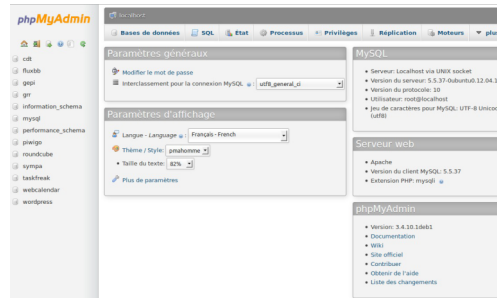 phpMyAdmin
cdt
fluxbb
gepi
grr
information_schema
mysql
performance_schema
piwigo
roundcube
sympa
taskfreak
webcalendar
wordpress
localhost
Bases de données SQL Etat Processus Privilèges Réplication Moteurs plus
Paramètres généraux
Modifier le mot de passe
Interclassement pour la connexion MySQL : utf8_general_ci
Paramètres d'affichage
Langue - Language : Français - French
Thème / Style: pmahomme
Taille du texte: 82%
Plus de paramètres
MySQL
Serveur: Localhost via UNIX socket
Version du serveur: 5.5.37-0ubuntu0.12.04.1
Version du protocole: 10
Utilisateur: root@localhost
Jeu de caractères pour MySQL: UTF-8 Unicode
(utf8)
Serveur web
Apache
Version du client MySQL: 5.5.37
Extension PHP: mysqli
phpMyAdmin
Version: 3.4.10.1deb1
Documentation
Wiki
Site officiel
Contribuer
Obtenir de l'aide
Liste des changements